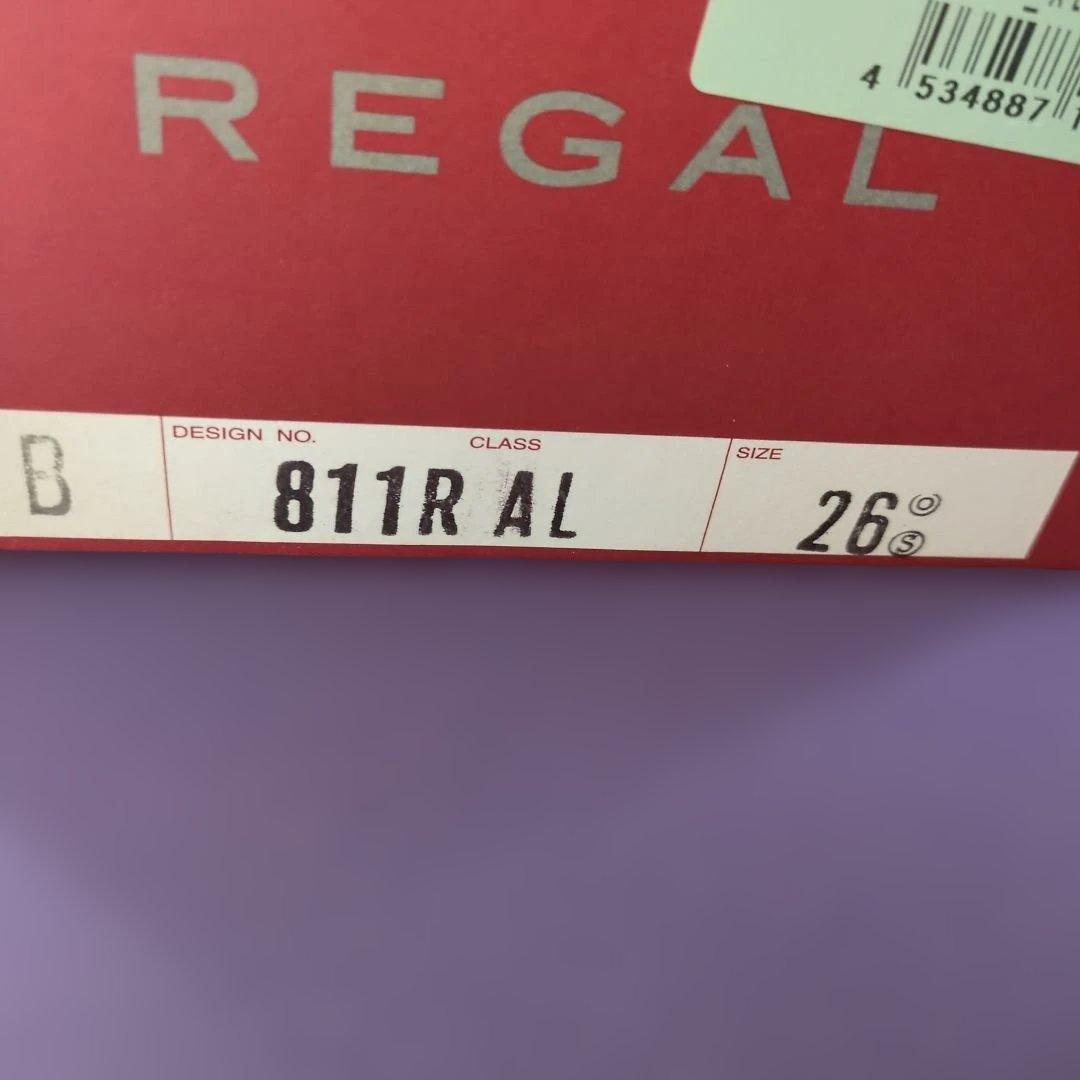 REGAL
4 534887
B
DESIGN NO. CLASS SIZE
811R AL 26 Ⓞ Ⓢ